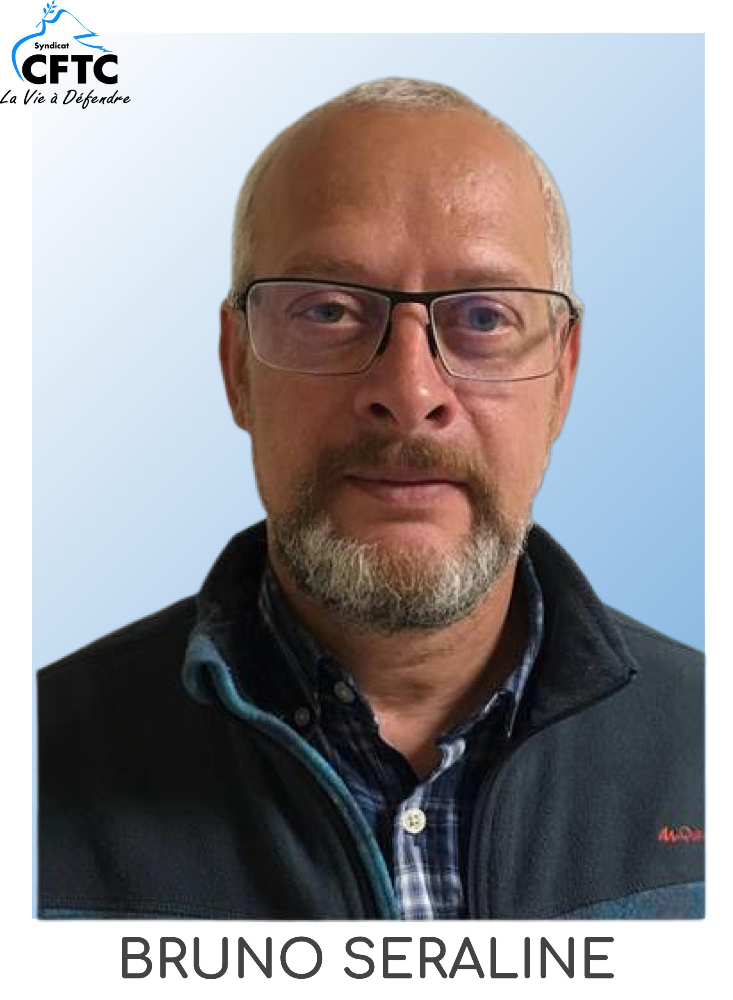 Syndicat
CFTC
La Vie à Défendre
BRUNO SERALINE